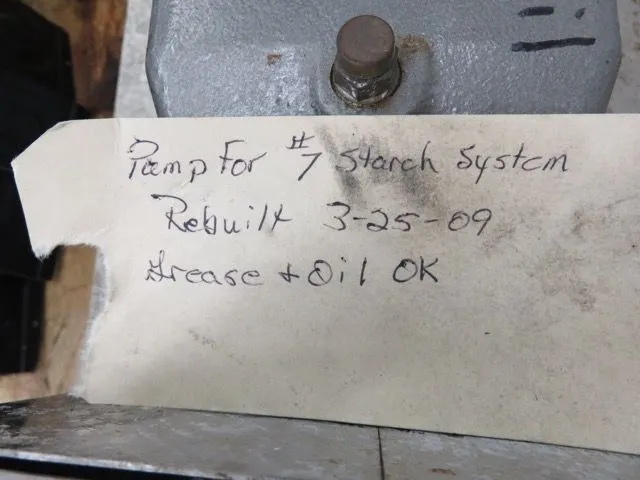 Pump For #7 Starch System
Rebuilt 3-25-09
Grease + Oil OK